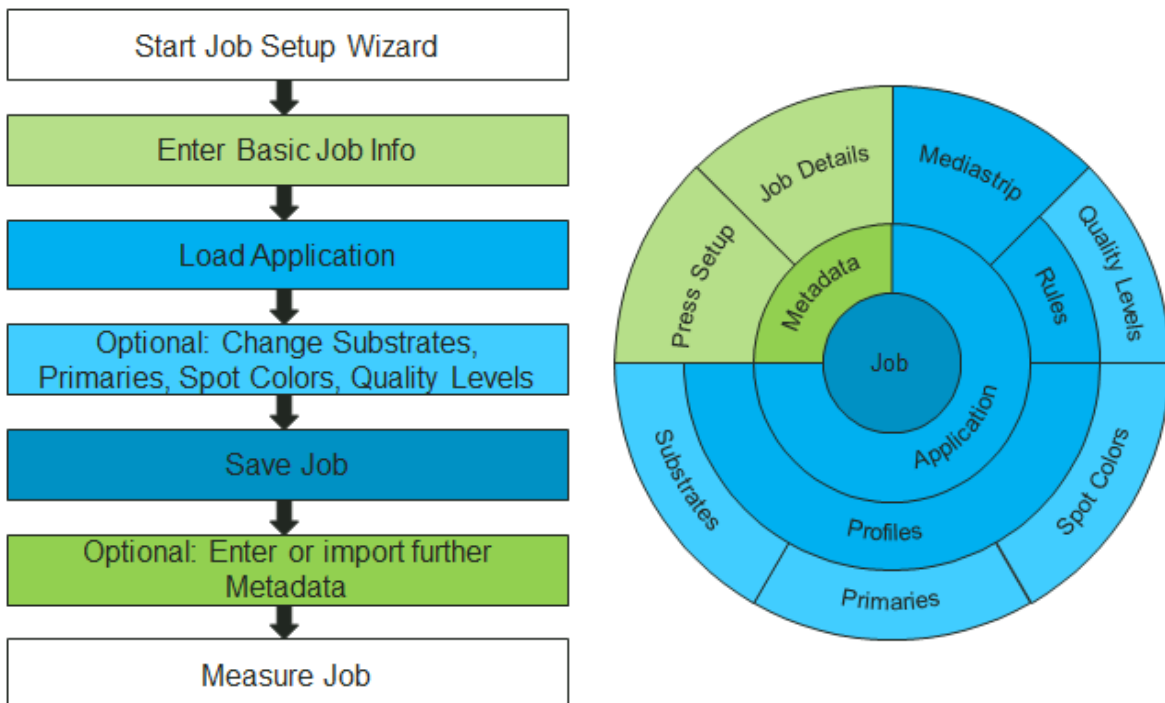 Start Job Setup Wizard
Enter Basic Job Info
Load Application
Optional: Change Substrates,
Primaries, Spot Colors, Quality Levels
Save Job
Optional: Enter or import further
Metadata
Measure Job
Job Details
Mediastrip
Press Setup
Metadata
Rules
Quality Levels
Job
Application
Substrates
Profiles
Spot Colors
Primaries